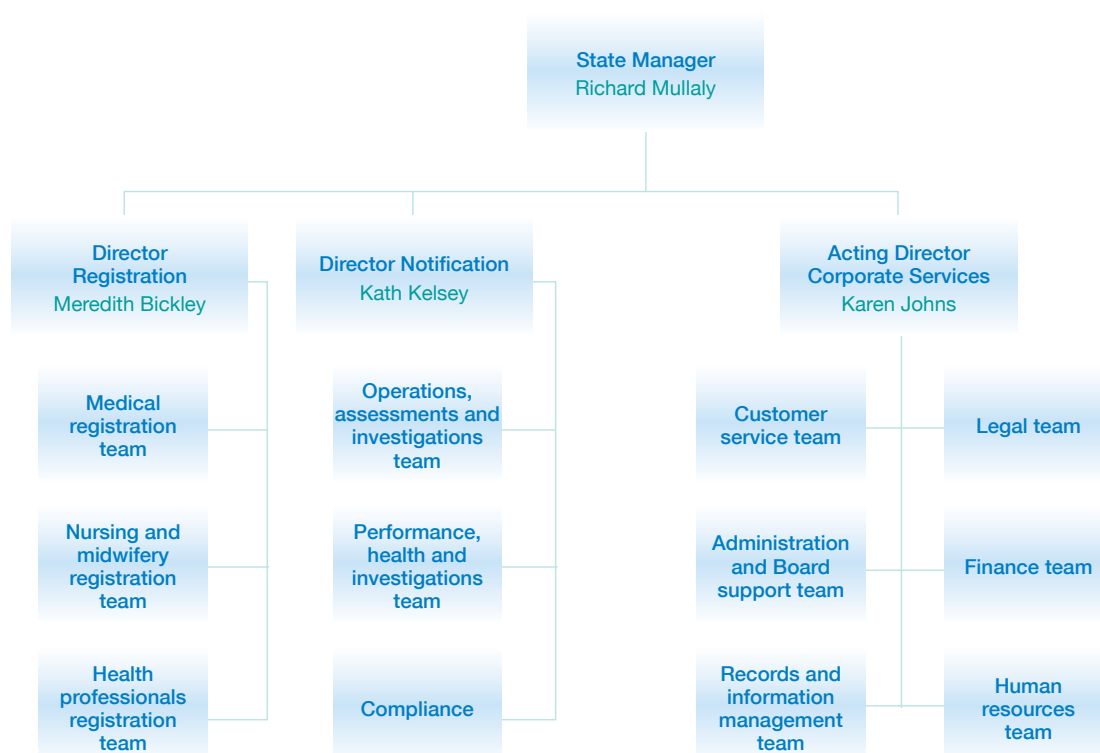 State Manager
Richard Mullaly
Director
Registration
Meredith Bickley
Director Notification
Kath Kelsey
Acting Director
Corporate Services
Karen Johns
Medical
registration
team
Operations,
assessments and
investigations
team
Customer
service team
Legal team
Nursing and
midwifery
registration
team
Performance,
health and
investigations
team
Administration
and Board
support team
Finance team
Health
professionals
registration
team
Compliance
Records and
information
management
team
Human
resources
team